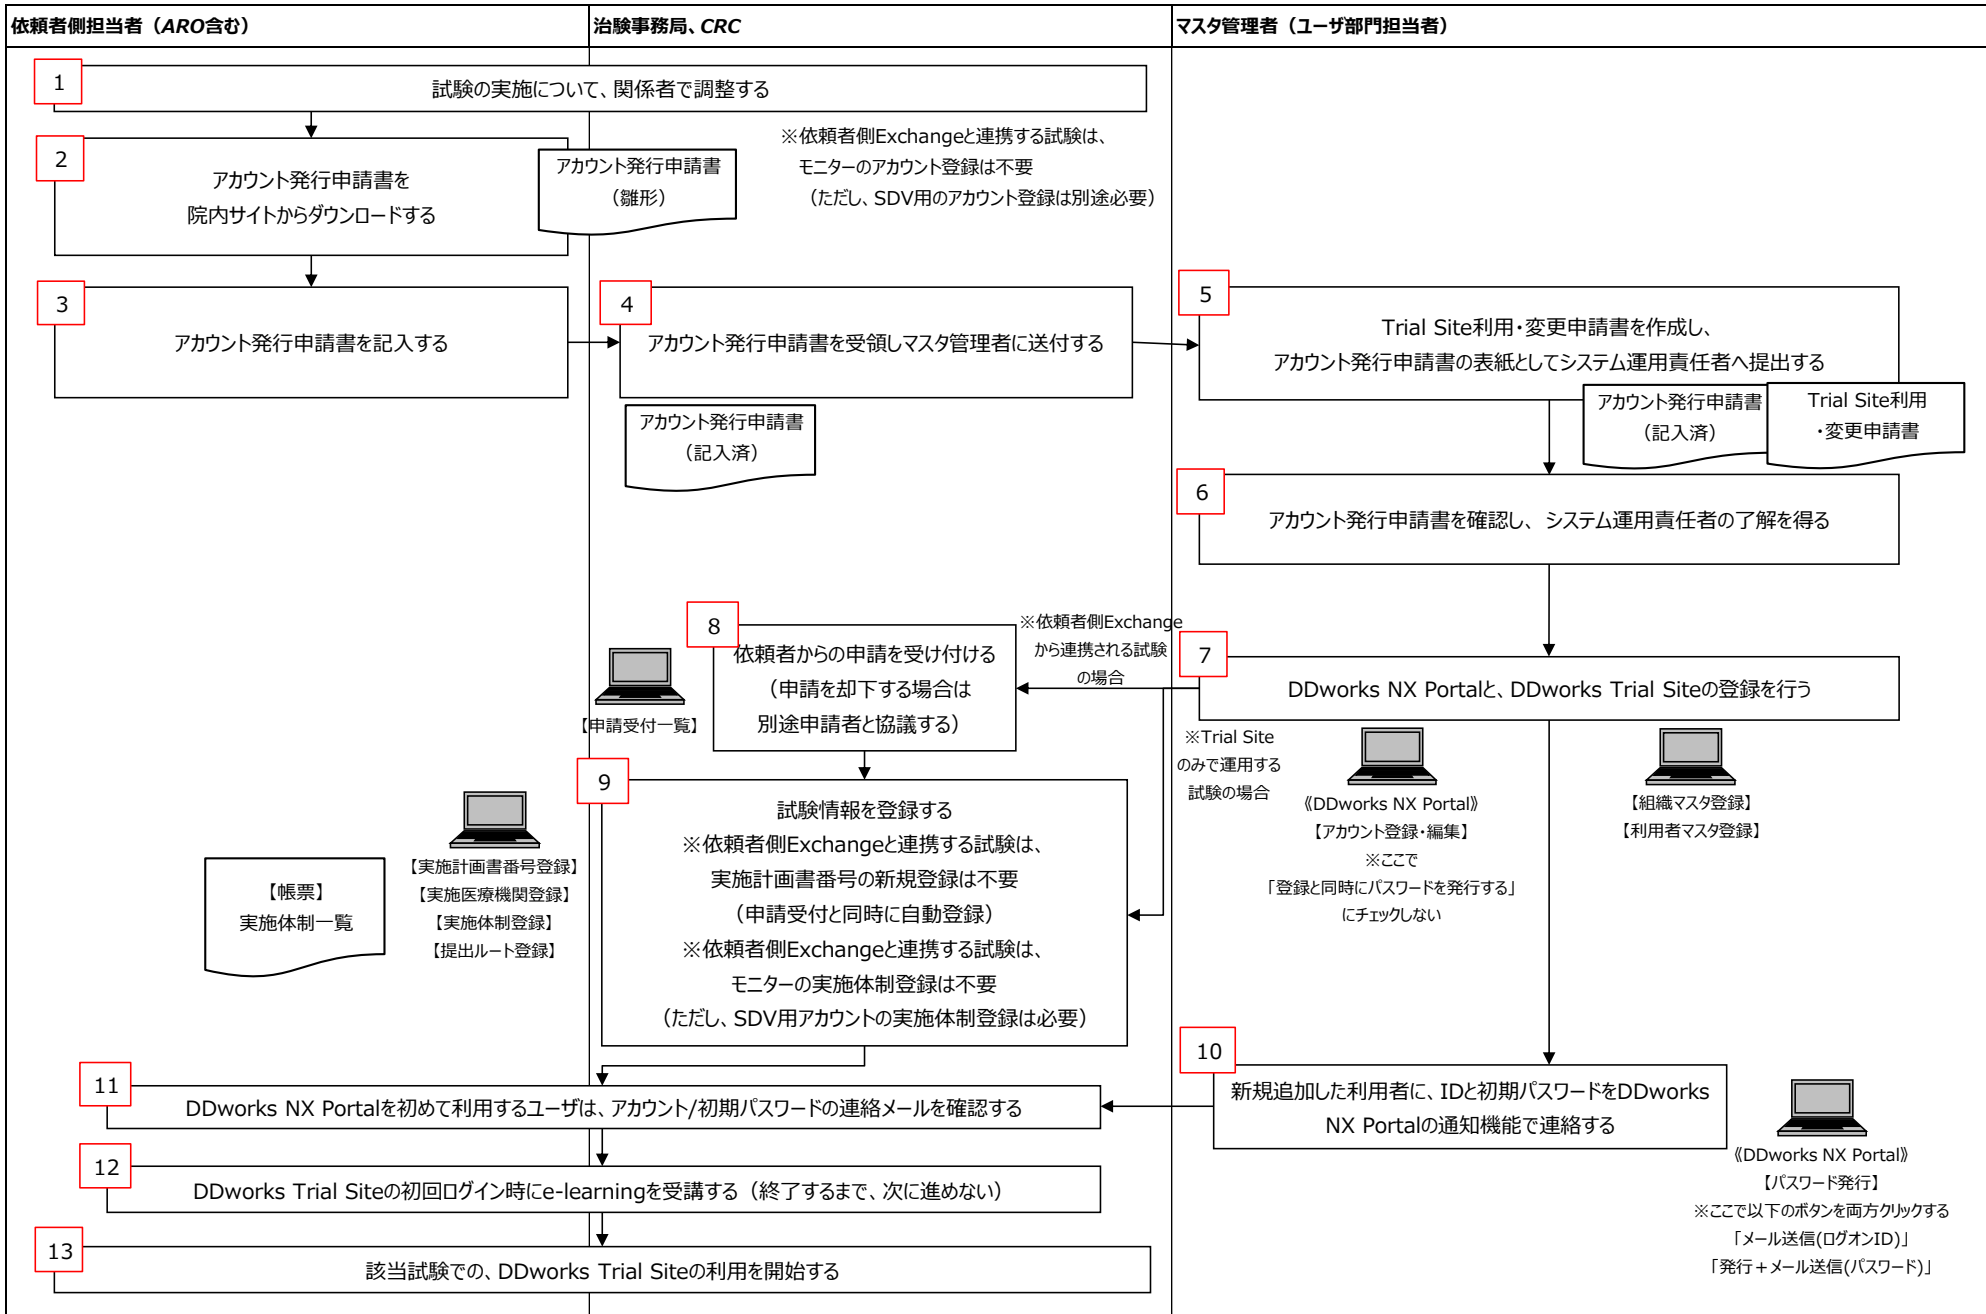 依頼者側担当者（ARO含む）
治験事務局、CRC
マスタ管理者（ユーザ部門担当者）
1
試験の実施について、関係者で調整する
2
アカウント発行申請書を
院内サイトからダウンロードする
アカウント発行申請書
（雛形）
※依頼者側Exchangeと連携する試験は、
モニターのアカウント登録は不要
（ただし、SDV用のアカウント登録は別途必要）
3
アカウント発行申請書を記入する
4
アカウント発行申請書を受領しマスタ管理者に送付する
アカウント発行申請書
（記入済）
5
Trial Site利用・変更申請書を作成し、
アカウント発行申請書の表紙としてシステム運用責任者へ提出する
アカウント発行申請書
（記入済）
Trial Site利用
・変更申請書
6
アカウント発行申請書を確認し、システム運用責任者の了解を得る
7
DDworks NX Portalと、DDworks Trial Siteの登録を行う
※依頼者側Exchange
から連携される試験
の場合
8
依頼者からの申請を受け付ける
（申請を却下する場合は
別途申請者と協議する）
【申請受付一覧】
※Trial Site
のみで運用する
試験の場合
《DDworks NX Portal》
【アカウント登録・編集】
※ここで
「登録と同時にパスワードを発行する」
にチェックしない
【組織マスタ登録】
【利用者マスタ登録】
9
試験情報を登録する
※依頼者側Exchangeと連携する試験は、
実施計画書番号の新規登録は不要
（申請受付と同時に自動登録）
※依頼者側Exchangeと連携する試験は、
モニターの実施体制登録は不要
（ただし、SDV用アカウントの実施体制登録は必要）
【実施計画書番号登録】
【実施医療機関登録】
【実施体制登録】
【提出ルート登録】
【帳票】
実施体制一覧
10
新規追加した利用者に、IDと初期パスワードをDDworks
NX Portalの通知機能で連絡する
《DDworks NX Portal》
【パスワード発行】
※ここで以下のボタンを両方クリックする
「メール送信(ログオンID)」
「発行＋メール送信(パスワード)」
11
DDworks NX Portalを初めて利用するユーザは、アカウント/初期パスワードの連絡メールを確認する
12
DDworks Trial Siteの初回ログイン時にe-learningを受講する（終了するまで、次に進めない）
13
該当試験での、DDworks Trial Siteの利用を開始する